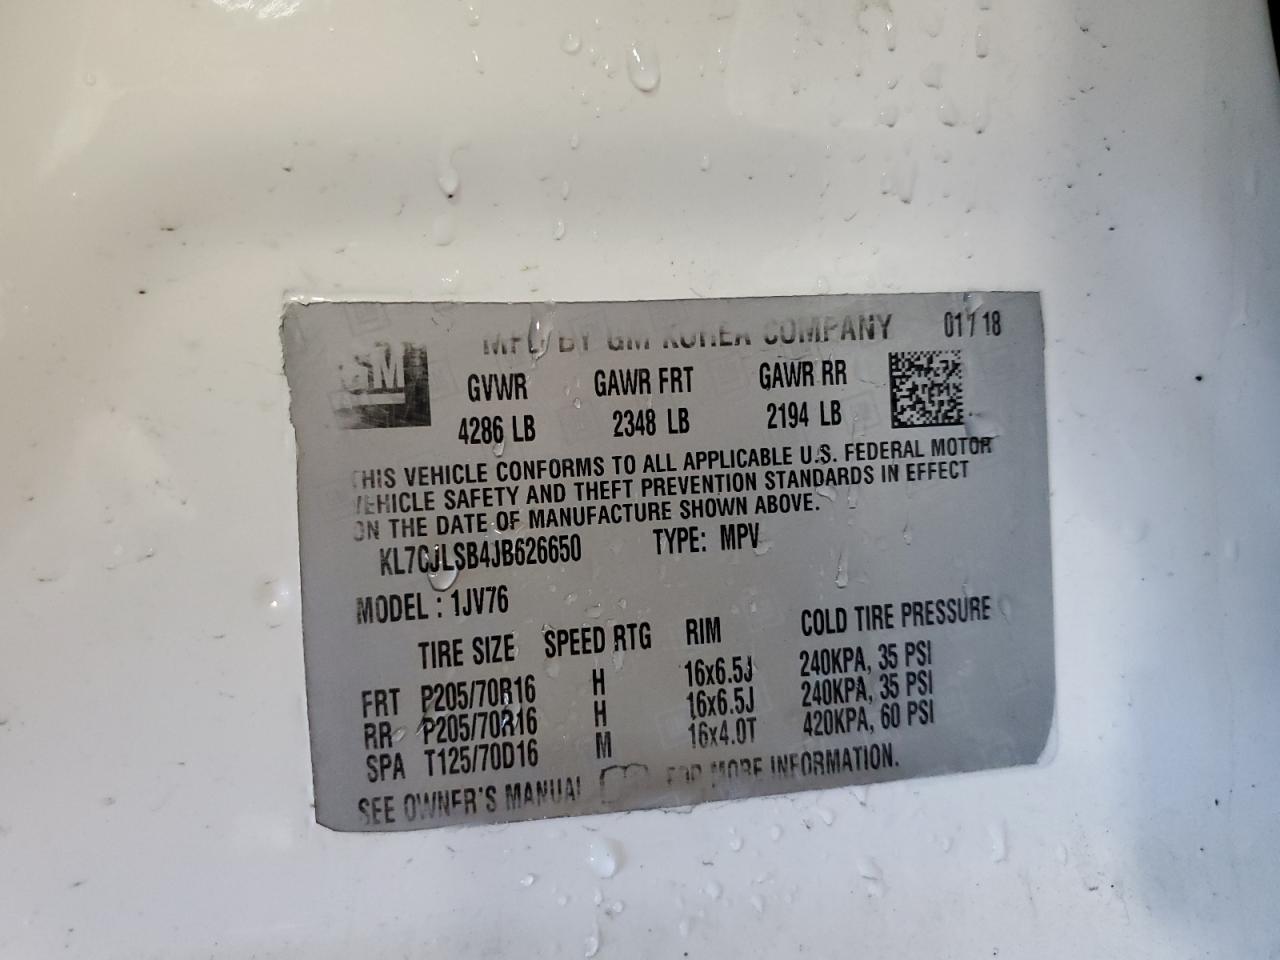 MFD BY GM KOREA COMPANY 01/18
GM
GVWR GAWR FRT GAWR RR
4286 LB 2348 LB 2194 LB
THIS VEHICLE CONFORMS TO ALL APPLICABLE U.S. FEDERAL MOTOR
VEHICLE SAFETY AND THEFT PREVENTION STANDARDS IN EFFECT
ON THE DATE OF MANUFACTURE SHOWN ABOVE.
KL7CJLSB4JB626650 TYPE: MPV
MODEL : 1JV76
TIRE SIZE SPEED RTG RIM COLD TIRE PRESSURE
FRT P205/70R16 H 16x6.5J 240KPA, 35 PSI
RR P205/70R16 H 16x6.5J 240KPA, 35 PSI
SPA T125/70D16 M 16x4.0T 420KPA, 60 PSI
SEE OWNER'S MANUAL FOR MORE INFORMATION.